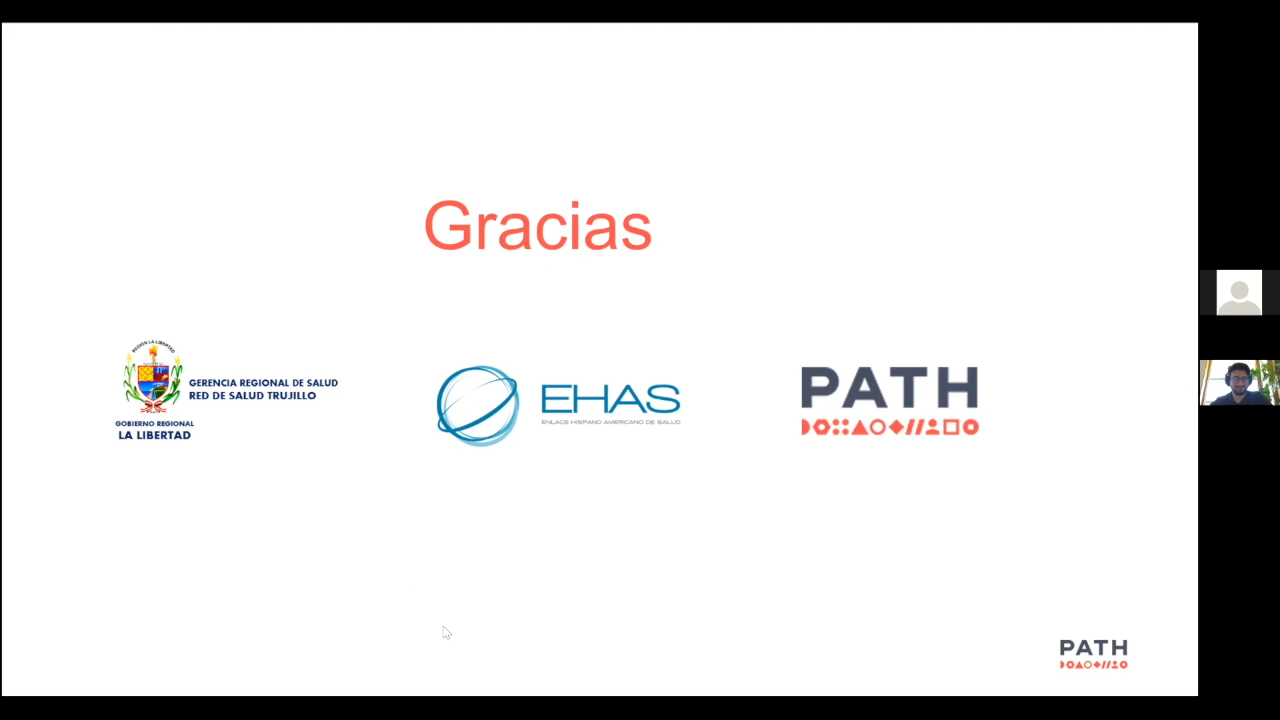 Gracias
REGIÓN LA LIBERTAD
GERENCIA REGIONAL DE SALUD
RED DE SALUD TRUJILLO
GOBIERNO REGIONAL
LA LIBERTAD
EHAS
ENLACE HISPANO AMERICANO DE SALUD
PATH
PATH